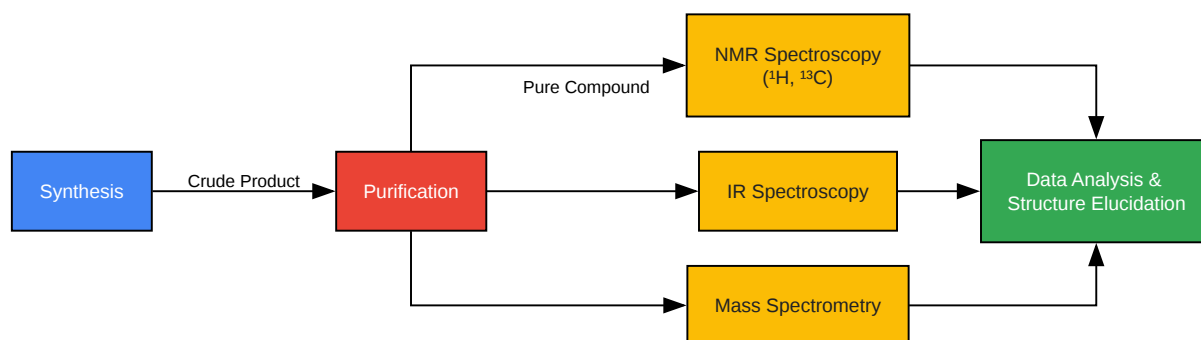 Synthesis
Crude Product
Purification
Pure Compound
NMR Spectroscopy
(¹H, ¹³C)
IR Spectroscopy
Mass Spectrometry
Data Analysis &
Structure Elucidation